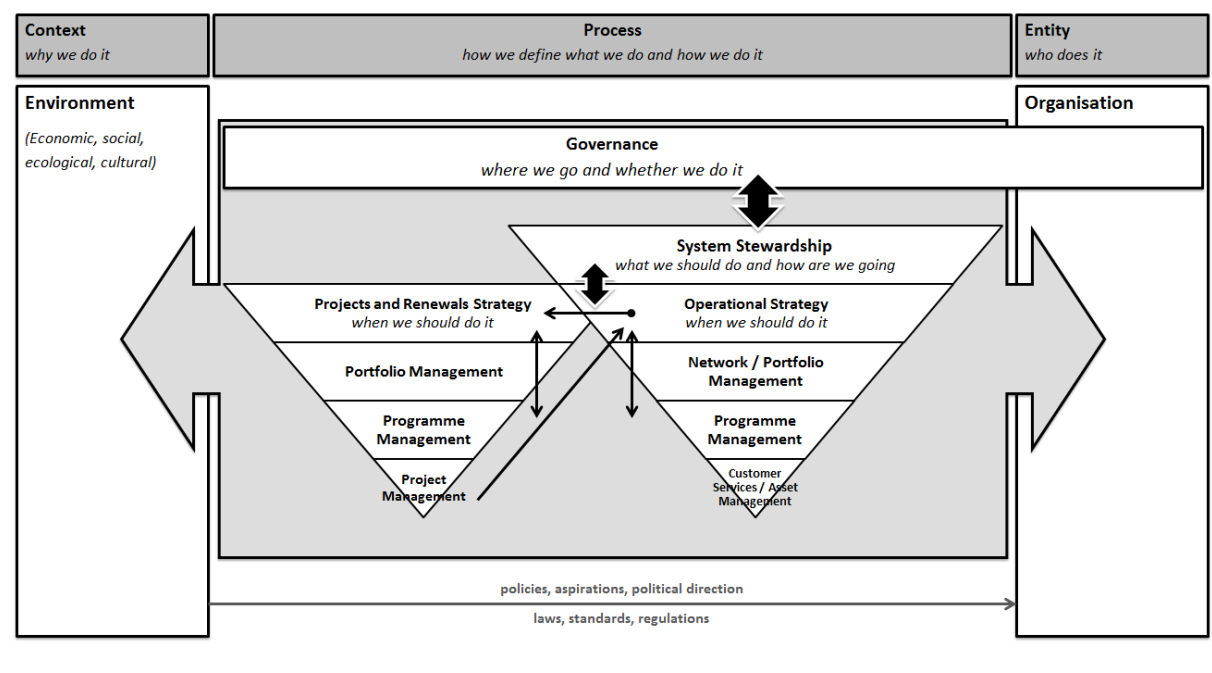 Context
why we do it
Process
how we define what we do and how we do it
Entity
who does it
Environment
(Economic, social,
ecological, cultural)
Organisation
Governance
where we go and whether we do it
System Stewardship
what we should do and how are we going
Projects and Renewals Strategy
when we should do it
Operational Strategy
when we should do it
Portfolio Management
Network / Portfolio
Management
Programme
Management
Programme
Management
Project
Management
Customer
Services / Asset
Management
policies, aspirations, political direction
laws, standards, regulations